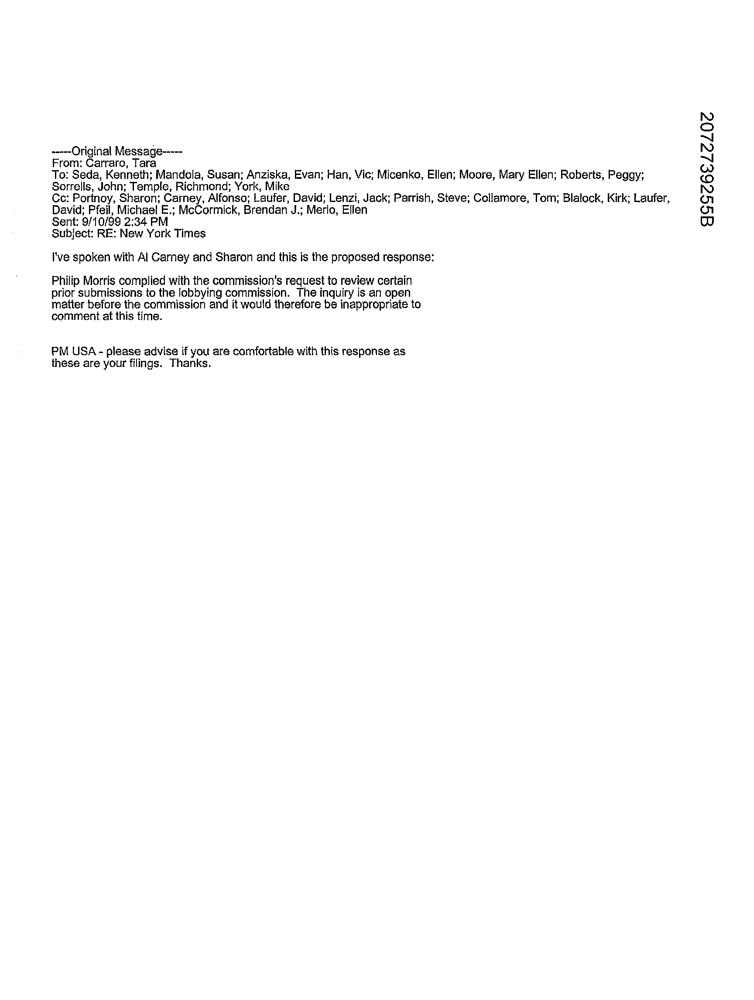 -----Original Message-----
From: Carraro, Tara
To: Seda, Kenneth; Mandola, Susan; Anziska, Evan; Han, Vic; Micenko, Ellen; Moore, Mary Ellen; Roberts, Peggy;
Sorrells, John; Temple, Richmond; York, Mike
Cc: Portnoy, Sharon; Carney, Alfonso; Laufer, David; Lenzi, Jack; Parrish, Steve; Collamore, Tom; Blalock, Kirk; Laufer,
David; Pfeil, Michael E.; McCormick, Brendan J.; Merlo, Ellen
Sent: 9/10/99 2:34 PM
Subject: RE: New York Times
I've spoken with Al Carney and Sharon and this is the proposed response:
Philip Morris complied with the commission's request to review certain
prior submissions to the lobbying commission.  The inquiry is an open
matter before the commission and it would therefore be inappropriate to
comment at this time.
PM USA - please advise if you are comfortable with this response as
these are your filings.  Thanks.
2072739255B